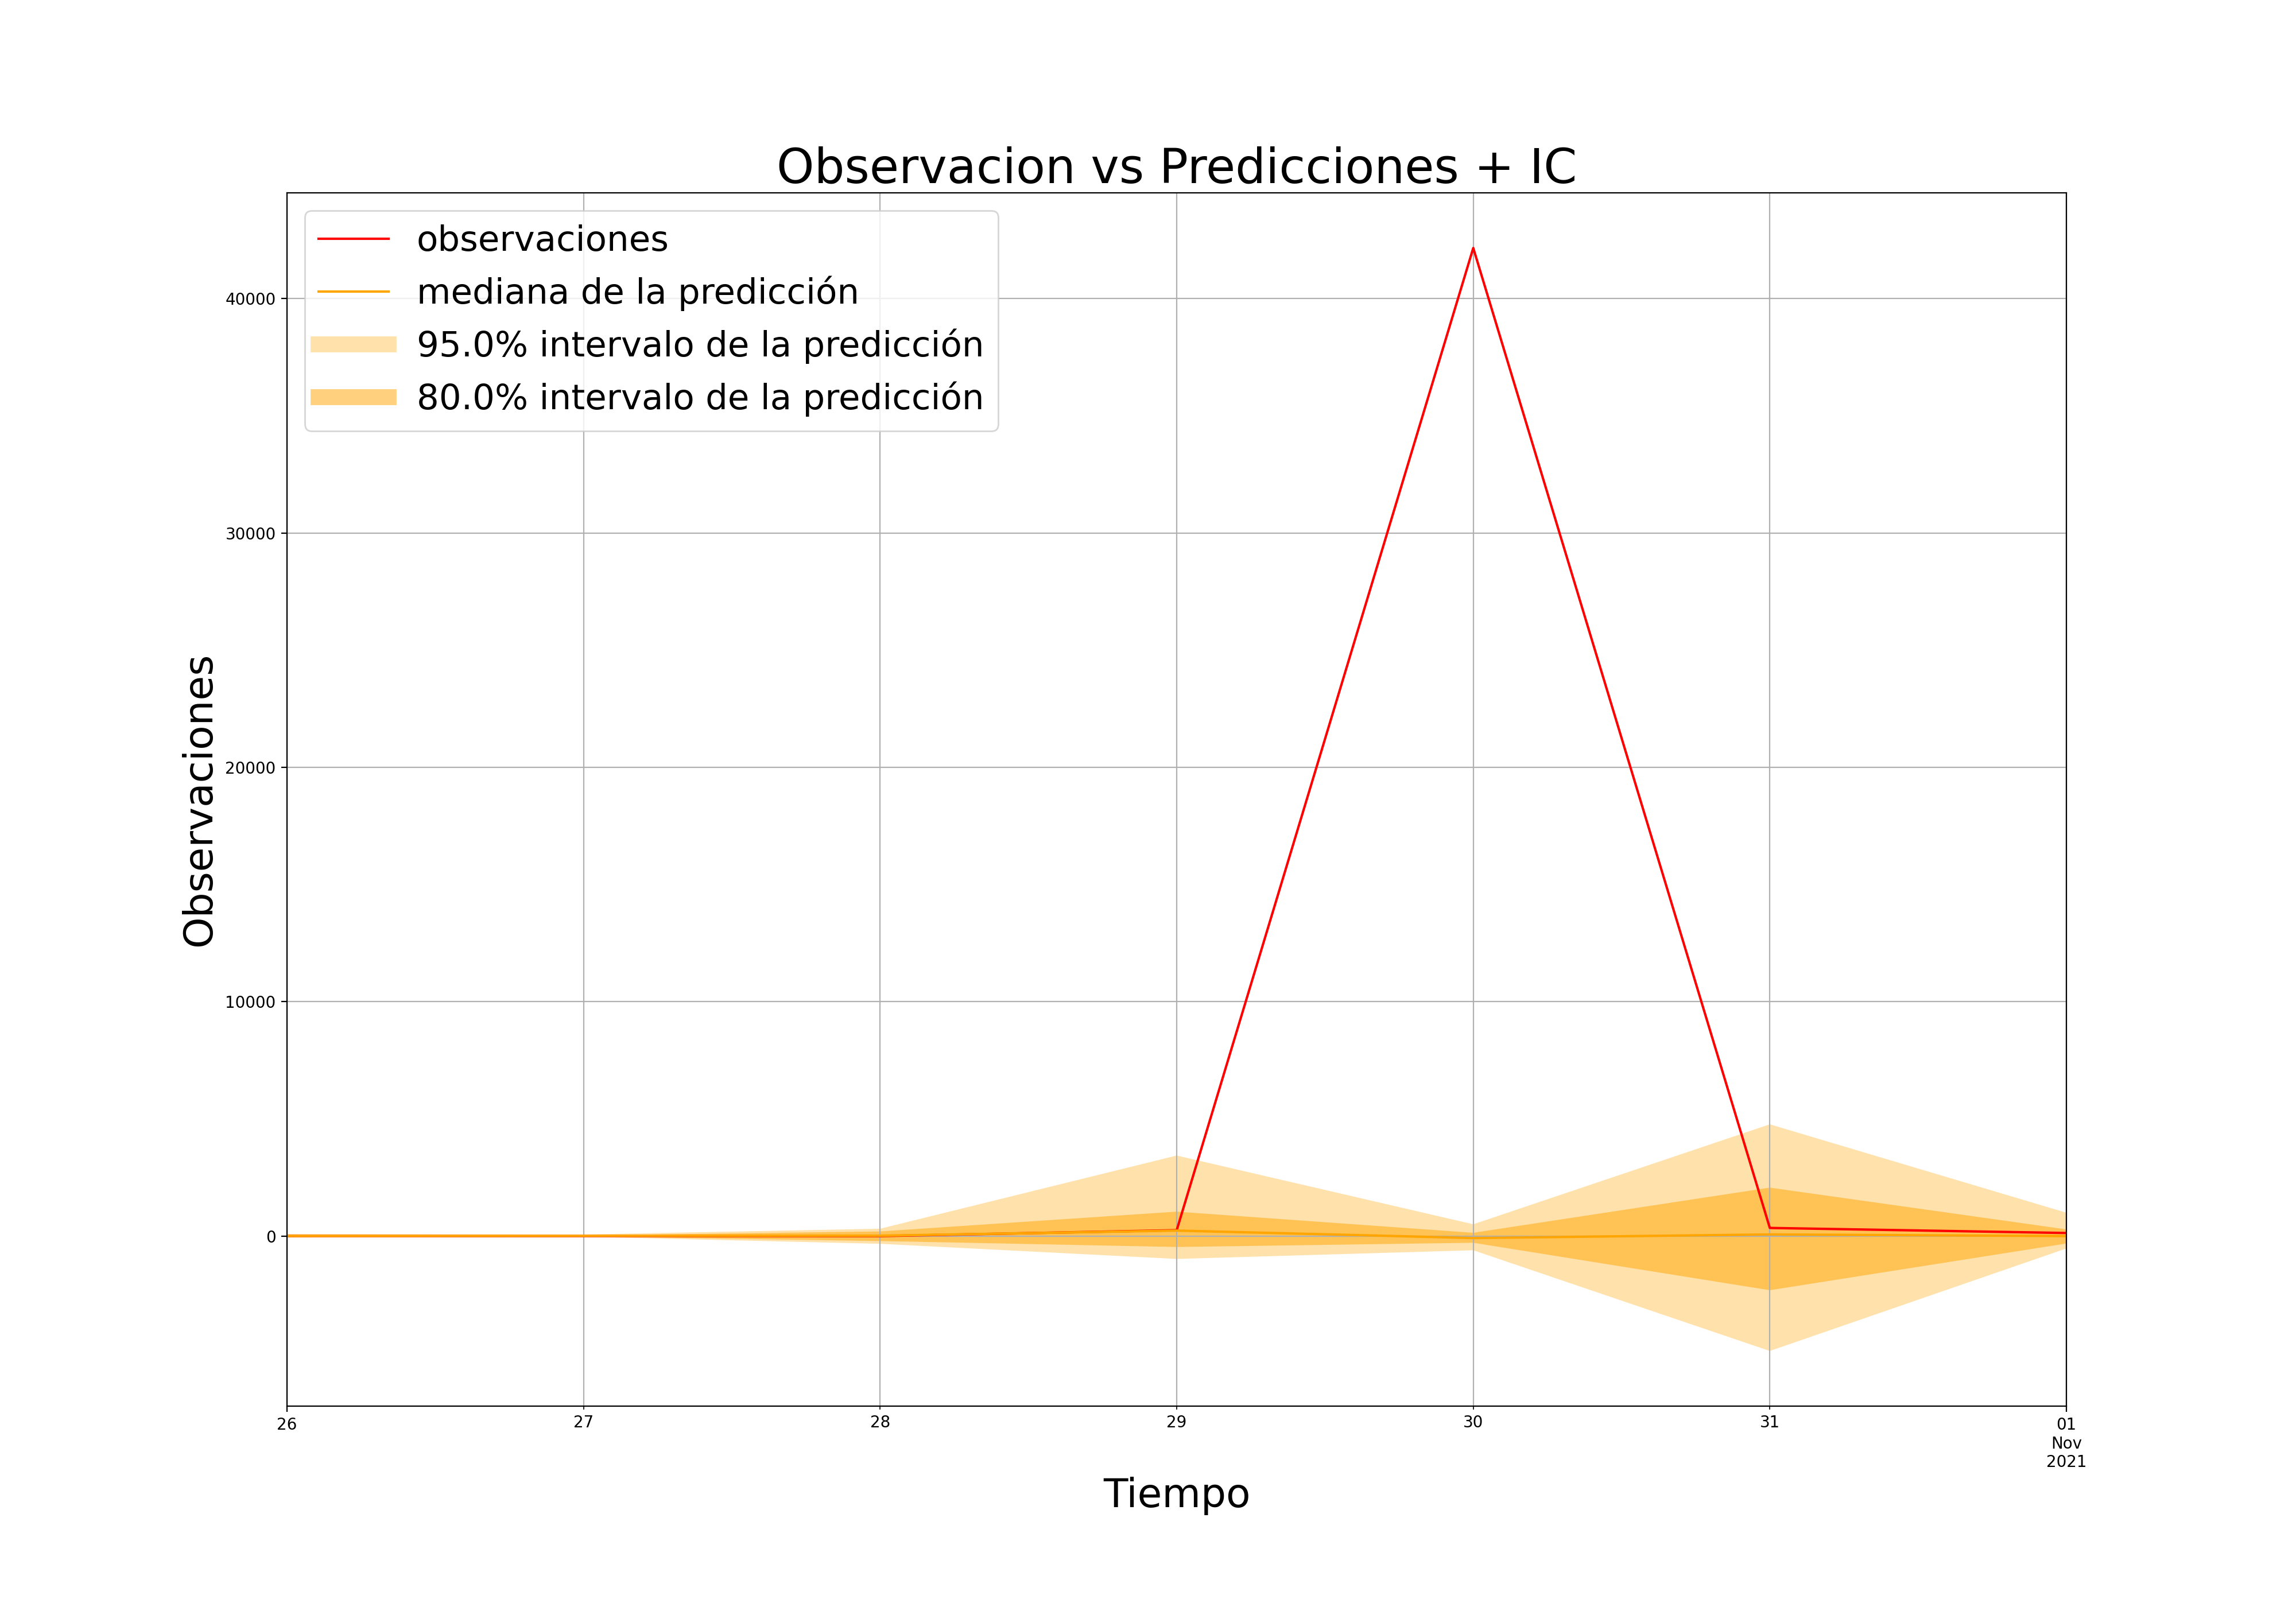 Observacion vs Predicciones + IC
observaciones
mediana de la predicción
95.0% intervalo de la predicción
80.0% intervalo de la predicción
Observaciones
40000
30000
20000
10000
0
26
27
28
29
30
31
01
Nov
2021
Tiempo